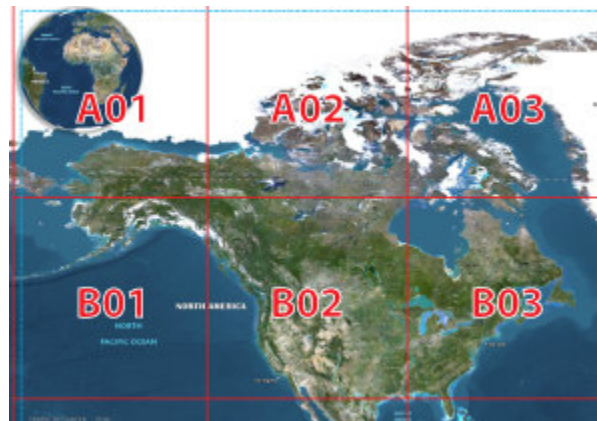 A01
A02
A03
B01
B02
B03
NORTH AMERICA
NORTH
PACIFIC OCEAN